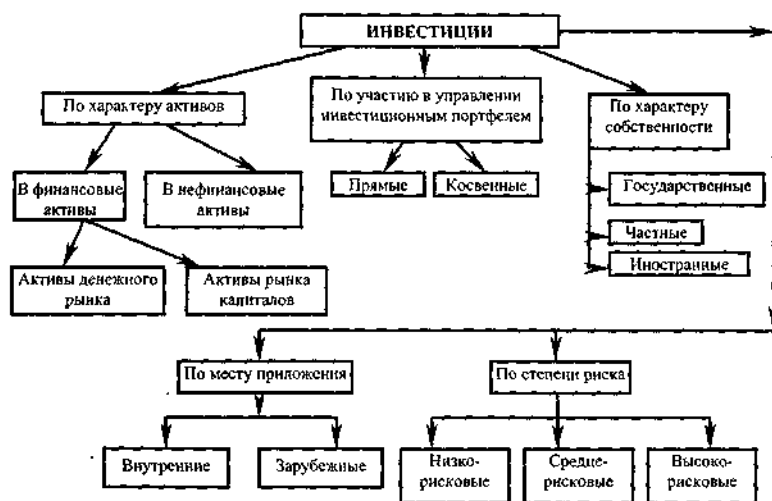 ИНВЕСТИЦИИ
По характеру активов
По участию в управлении
инвестиционным портфелем
По характеру
собственности
В финансовые
активы
В нефинансовые
активы
Прямые
Косвенные
Государственные
Частные
Иностранные
Активы денежного
рынка
Активы рынка
капиталов
По месту приложения
По степени риска
Внутренние
Зарубежные
Низко-
рисковые
Средне-
рисковые
Высоко-
рисковые